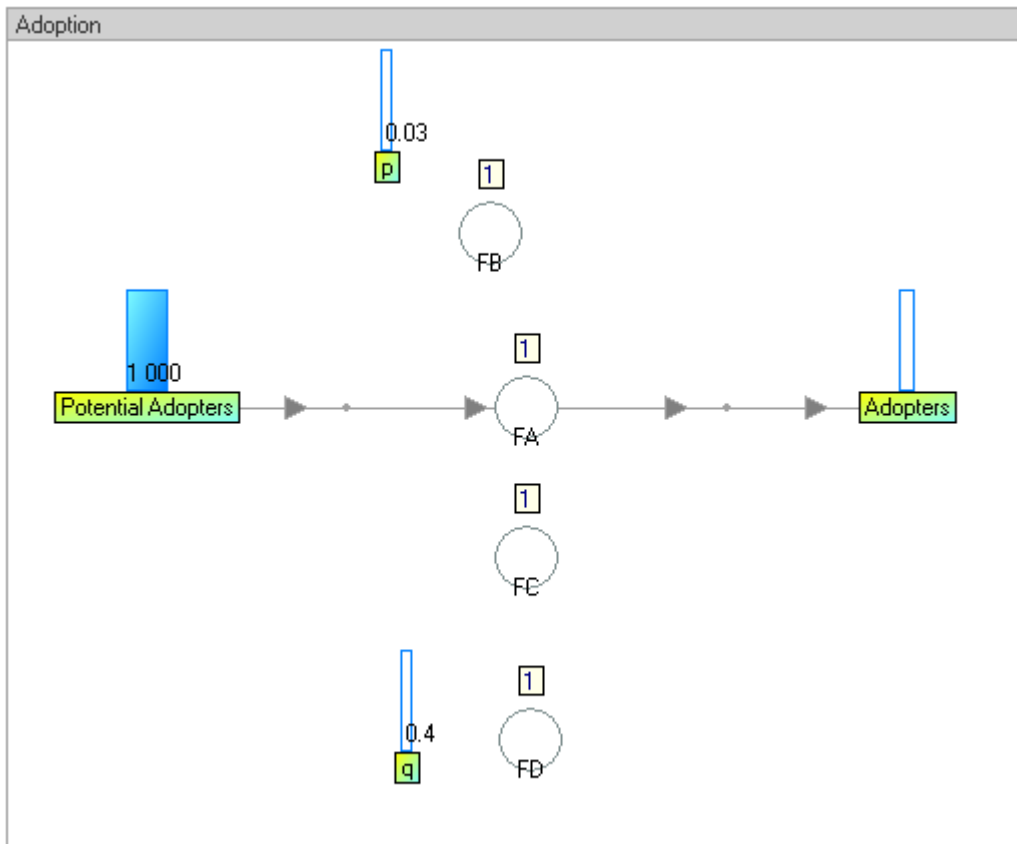 Adoption
0.03
p
1
FB
1
1 000
FA
Potential Adopters
Adopters
1
FC
1
0.4
FD
q